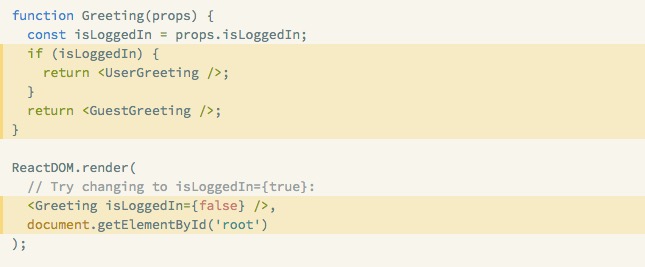 function Greeting(props) {
  const isLoggedIn = props.isLoggedIn;
  if (isLoggedIn) {
    return <UserGreeting />;
  }
  return <GuestGreeting />;
}

ReactDOM.render(
  // Try changing to isLoggedIn={true}:
  <Greeting isLoggedIn={false} />,
  document.getElementById('root')
);